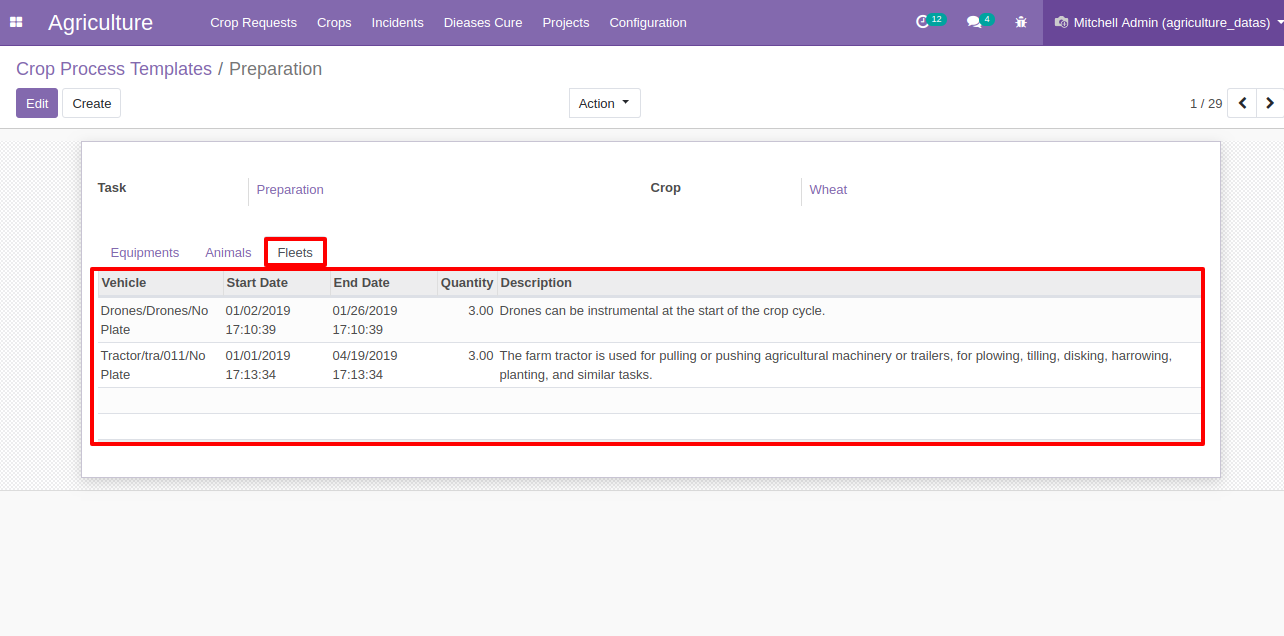 Agriculture Crop Requests Crops Incidents Dieases Cure Projects Configuration 12 4 Mitchell Admin (agriculture_datas)
Crop Process Templates / Preparation
Edit Create Action 1 / 29
Task Preparation Crop Wheat
Equipments Animals Fleets
Vehicle Start Date End Date Quantity Description
Drones/Drones/No 01/02/2019 01/26/2019 3.00 Drones can be instrumental at the start of the crop cycle.
Plate 17:10:39 17:10:39
Tractor/tra/011/No 01/01/2019 04/19/2019 3.00 The farm tractor is used for pulling or pushing agricultural machinery or trailers, for plowing, tilling, disking, harrowing,
Plate 17:13:34 17:13:34 planting, and similar tasks.